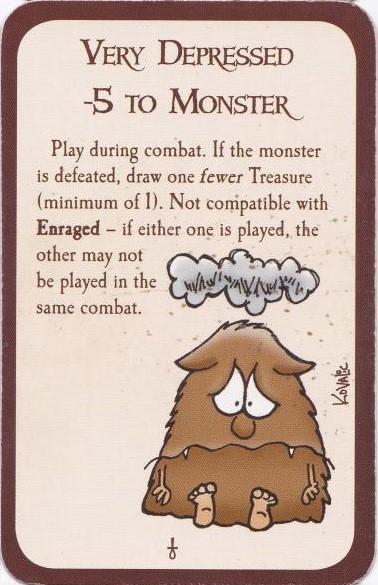 Very Depressed
-5 to Monster
Play during combat. If the monster
is defeated, draw one fewer Treasure
(minimum of 1). Not compatible with
Enraged – if either one is played, the
other may not
be played in the
same combat.
Kovalic